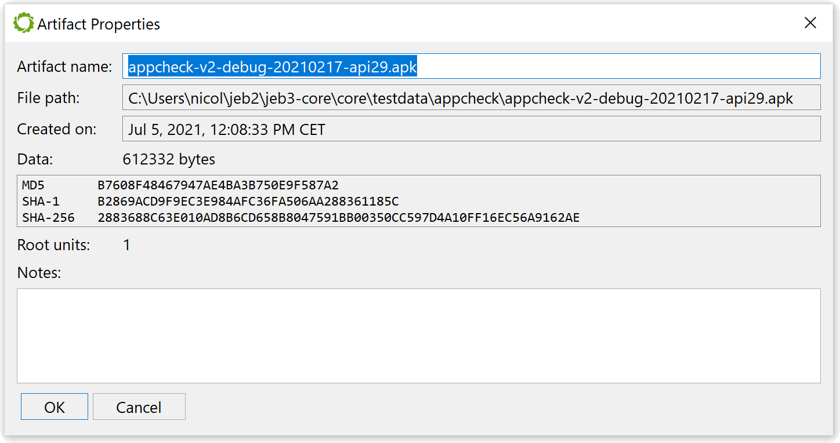 Artifact Properties
Artifact name: appcheck-v2-debug-20210217-api29.apk
File path: C:\Users\nicol\jeb2\jeb3-core\core\testdata\appcheck\appcheck-v2-debug-20210217-api29.apk
Created on: Jul 5, 2021, 12:08:33 PM CET
Data: 612332 bytes
MD5 B7608F48467947AE4BA3B750E9F587A2
SHA-1 B2869ACD9F9EC3E984AFC36FA506AA288361185C
SHA-256 2883688C63E010AD8B6CD658B8047591BB00350CC597D4A10FF16EC56A9162AE
Root units: 1
Notes:
OK Cancel